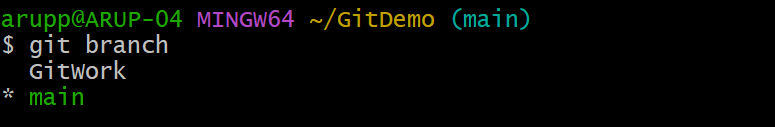 arupp@ARUP-04 MINGW64 ~/GitDemo (main)
$ git branch
  GitWork
* main